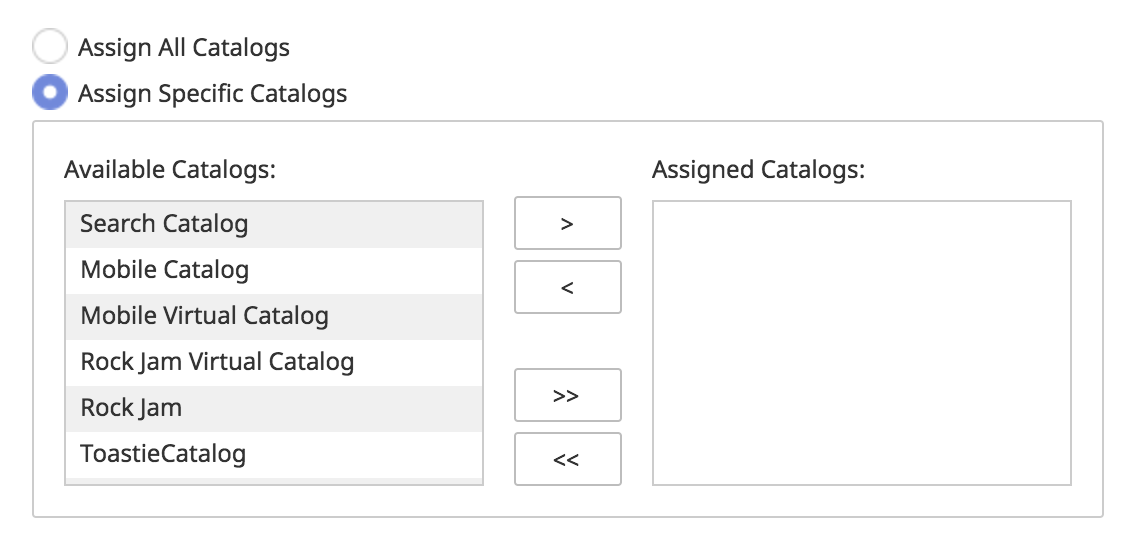 Assign All Catalogs
Assign Specific Catalogs
Available Catalogs:
Assigned Catalogs:
Search Catalog
Mobile Catalog
Mobile Virtual Catalog
Rock Jam Virtual Catalog
Rock Jam
ToastieCatalog
>
<
>>
<<